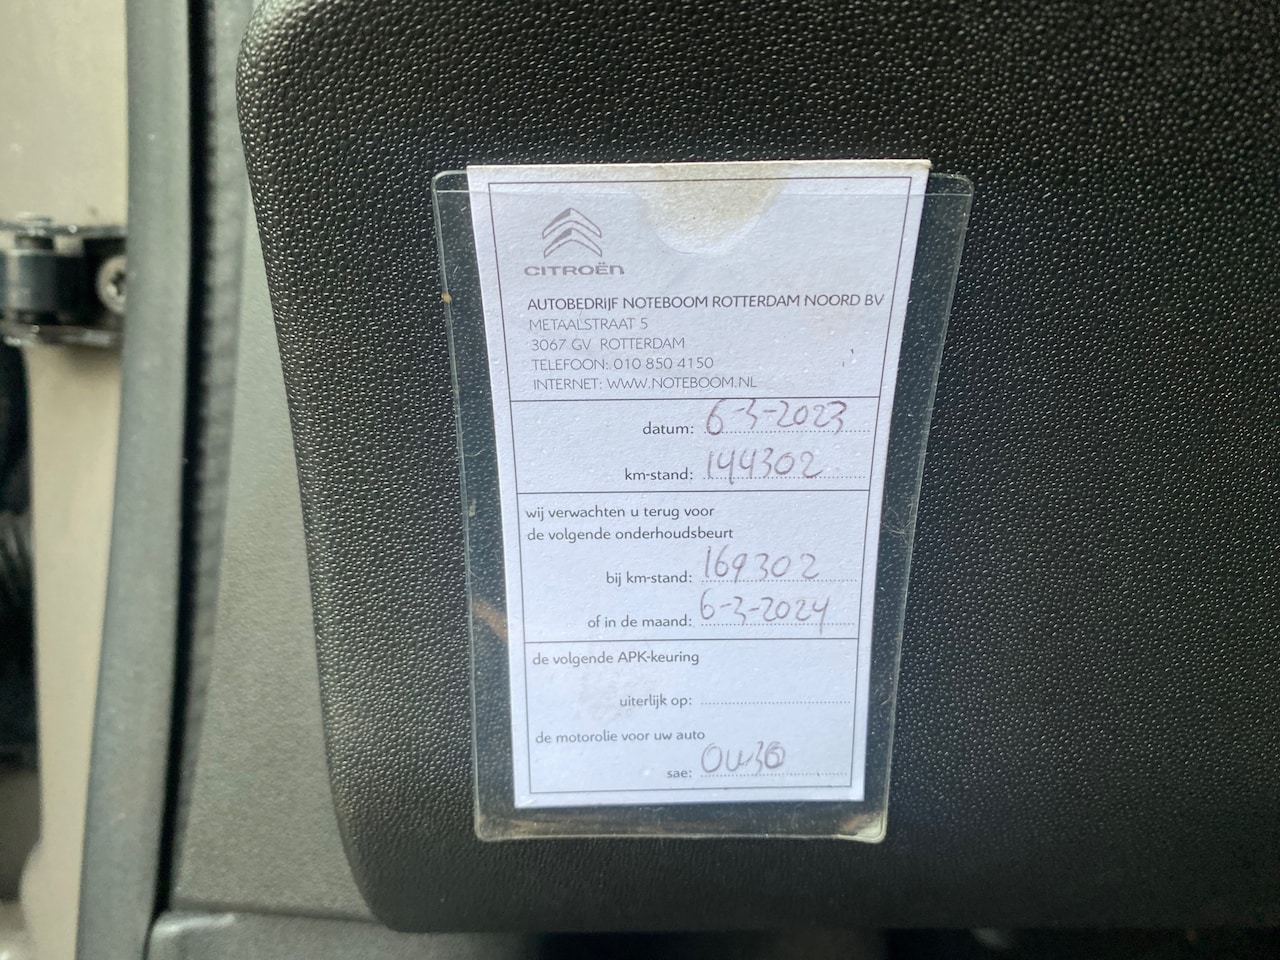 CITROËN
AUTOBEDRIJF NOTEBOOM ROTTERDAM NOORD BV
METAALSTRAAT 5
3067 GV ROTTERDAM
TELEFOON: 010 850 4150
INTERNET: WWW.NOTEBOOM.NL
datum: 6-3-2023
km-stand: 144302
wij verwachten u terug voor
de volgende onderhoudsbeurt
bij km-stand: 169302
of in de maand: 6-3-2024
de volgende APK-keuring
uiterlijk op:
de motorolie voor uw auto
sae: 0W30